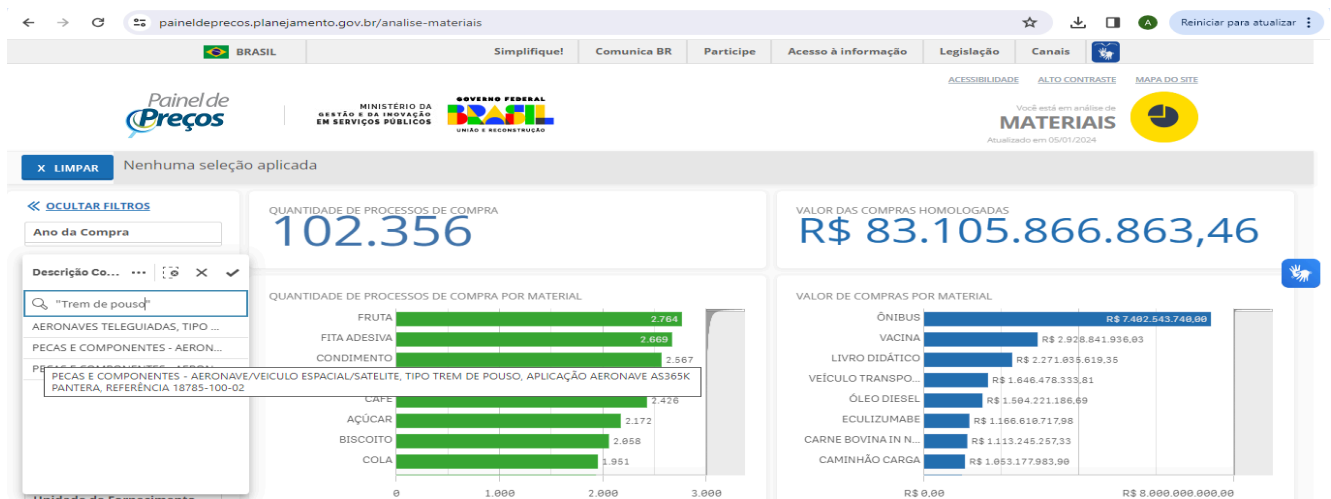 paineldeprecos.planejamento.gov.br/analise-materiais
A
Reiniciar para atualizar
BRASIL
Simplifique!
Comunica BR
Participe
Acesso à informação
Legislação
Canais
ACESSIBILIDADE
ALTO CONTRASTE
MAPA DO SITE
Painel de
Preços
MINISTÉRIO DA
GESTÃO E DA INOVAÇÃO
EM SERVIÇOS PÚBLICOS
GOVERNO FEDERAL
BRASIL
UNIÃO E RECONSTRUÇÃO
Você está em análise de
MATERIAIS
Atualizado em 05/01/2024
X LIMPAR
Nenhuma seleção aplicada
OCULTAR FILTROS
Ano da Compra
Descrição Co... ...
"Trem de pouso"
AERONAVES TELEGUIADAS, TIPO ...
PECAS E COMPONENTES - AERON...
PECAS E COMPONENTES - AERONAVE/VEICULO ESPACIAL/SATELITE, TIPO TREM DE POUSO, APLICAÇÃO AERONAVE AS365K
PANTERA, REFERÊNCIA 18785-100-02
Unidade de Fornecimento
QUANTIDADE DE PROCESSOS DE COMPRA
102.356
VALOR DAS COMPRAS HOMOLOGADAS
R$ 83.105.866.863,46
QUANTIDADE DE PROCESSOS DE COMPRA POR MATERIAL
FRUTA 2.764
FITA ADESIVA 2.669
CONDIMENTO 2.567
CAFÉ 2.426
AÇÚCAR 2.172
BISCOITO 2.058
COLA 1.951
0 1.000 2.000 3.000
VALOR DE COMPRAS POR MATERIAL
ÔNIBUS R$ 7.402.543.740,00
VACINA R$ 2.928.841.936,03
LIVRO DIDÁTICO R$ 2.271.035.619,35
VEÍCULO TRANSPO... R$ 1.646.478.333,81
ÓLEO DIESEL R$ 1.504.221.186,69
ECULIZUMABE R$ 1.166.610.717,98
CARNE BOVINA IN N... R$ 1.113.245.257,33
CAMINHÃO CARGA R$ 1.053.177.983,90
R$ 0,00 R$ 8.000.000.000,00